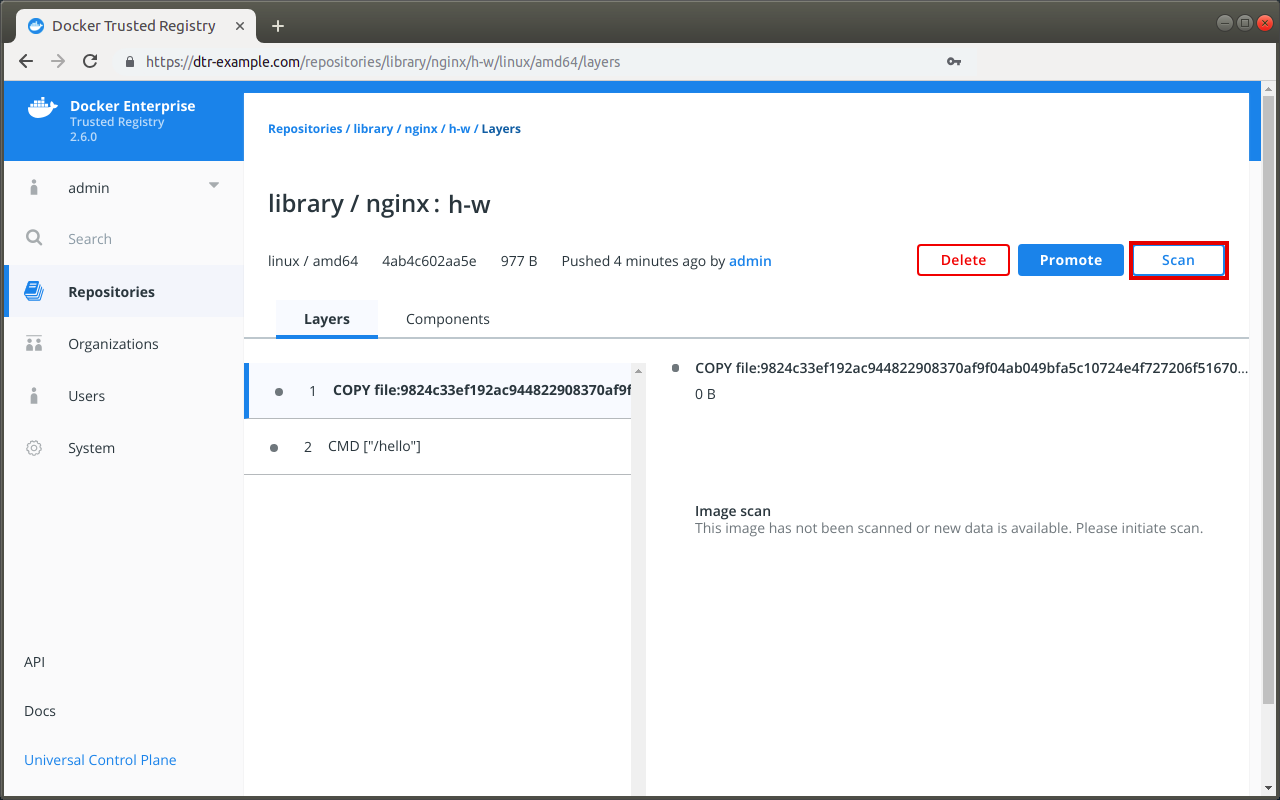 Docker Trusted Registry
https://dtr-example.com/repositories/library/nginx/h-w/linux/amd64/layers
Docker Enterprise
Trusted Registry
2.6.0
admin
Search
Repositories
Organizations
Users
System
API
Docs
Universal Control Plane
Repositories / library / nginx / h-w / Layers
library / nginx : h-w
linux / amd64 4ab4c602aa5e 977 B Pushed 4 minutes ago by admin
Delete Promote Scan
Layers Components
1 COPY file:9824c33ef192ac944822908370af9f
2 CMD ["/hello"]
COPY file:9824c33ef192ac944822908370af9f04ab049bfa5c10724e4f727206f51670...
0 B
Image scan
This image has not been scanned or new data is available. Please initiate scan.